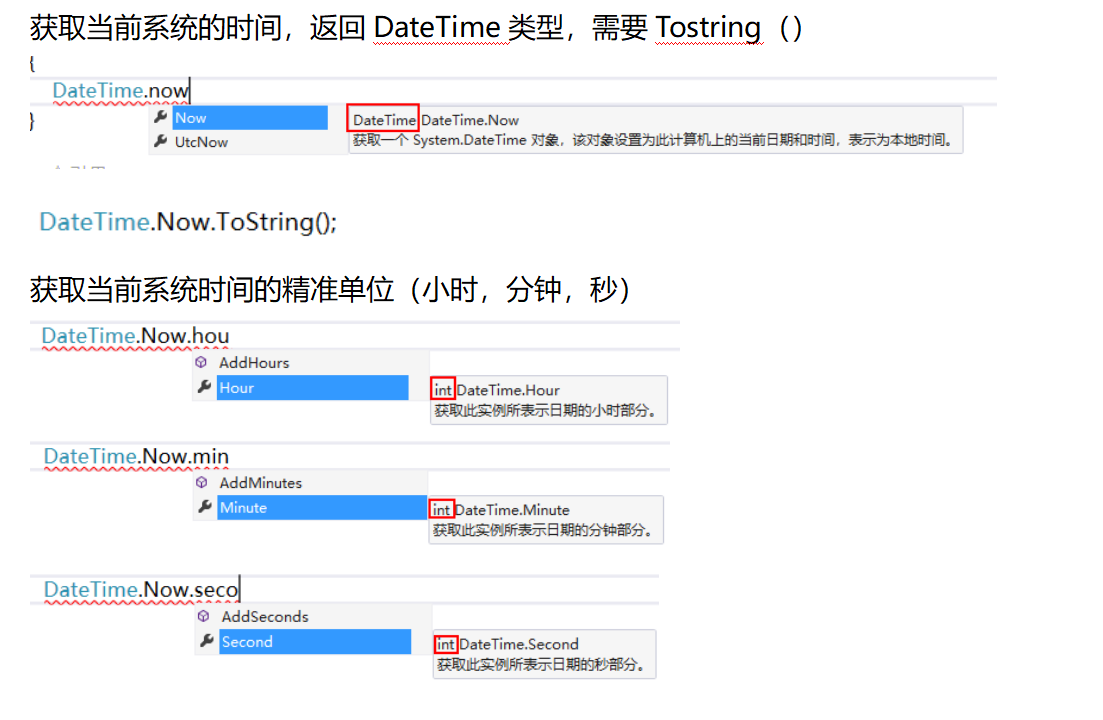 获取当前系统的时间，返回 DateTime 类型，需要 Tostring（）
{
DateTime.now
}
Now
UtcNow
DateTime DateTime.Now
获取一个 System.DateTime 对象，该对象设置为此计算机上的当前日期和时间，表示为本地时间。
DateTime.Now.ToString();
获取当前系统时间的精准单位（小时，分钟，秒）
DateTime.Now.hou
AddHours
Hour
int DateTime.Hour
获取此实例所表示日期的小时部分。
DateTime.Now.min
AddMinutes
Minute
int DateTime.Minute
获取此实例所表示日期的分钟部分。
DateTime.Now.seco
AddSeconds
Second
int DateTime.Second
获取此实例所表示日期的秒部分。